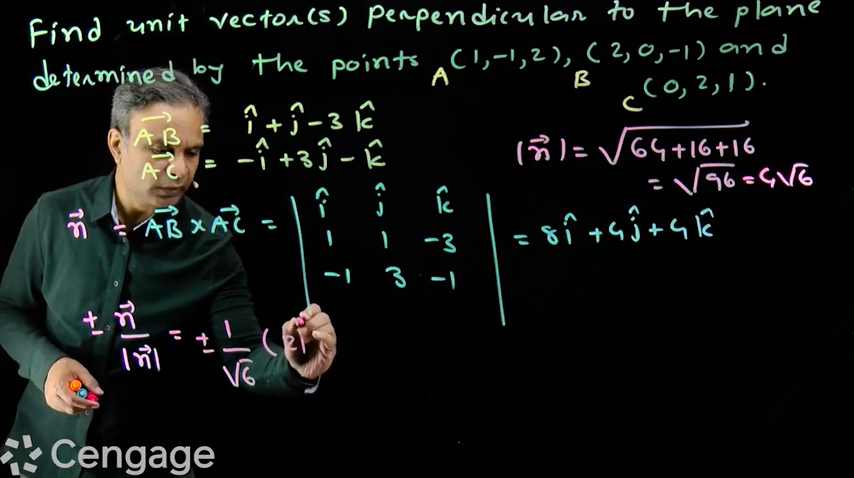 Find unit vector(s) perpendicular to the plane
determined by the points A(1,-1,2), B(2,0,-1) and
C(0,2,1).
AB = î + ĵ - 3k̂
AC = -î + 3ĵ - k̂
|n⃗| = √64+16+16
= √96 = 4√6
n⃗ = AB × AC = | î ĵ k̂ | = 8î + 4ĵ + 4k̂
1 1 -3
-1 3 -1
± n⃗/|n⃗| = ± 1/√6 (2
Cengage